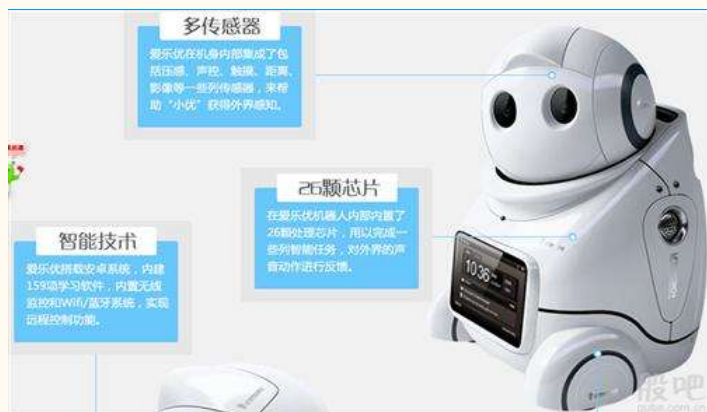 多传感器
爱乐优在机身内部集成了包
括压感、声控、触摸、距离、
影像等一些列传感器，来帮
助“小优”获得外界感知。
26颗芯片
在爱乐优机器人内部内置了
26颗处理芯片，用以完成一
些列智能任务，对外界的声
音动作进行反馈。
智能技术
爱乐优搭载安卓系统，内建
159项学习软件，内置无线
监控和Wifi/蓝牙系统，实现
远程控制功能。
10:36
股吧
guba.com.cn